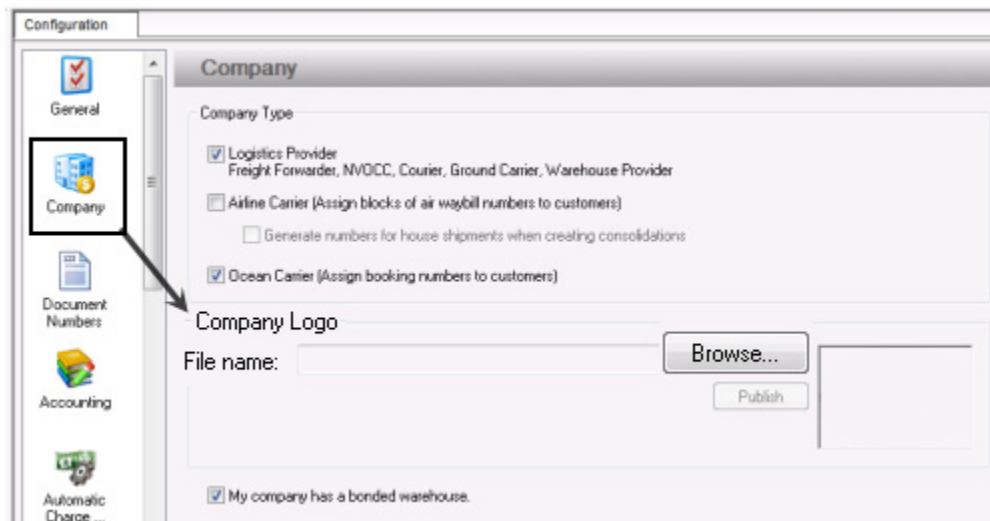 Configuration
General
Company
Document
Numbers
Accounting
Automatic
Charge ...
Company
Company Type
Logistics Provider
Freight Forwarder, NVOCC, Courier, Ground Carrier, Warehouse Provider
Airline Carrier (Assign blocks of air waybill numbers to customers)
Generate numbers for house shipments when creating consolidations
Ocean Carrier (Assign booking numbers to customers)
Company Logo
File name:
Browse...
Publish
My company has a bonded warehouse.